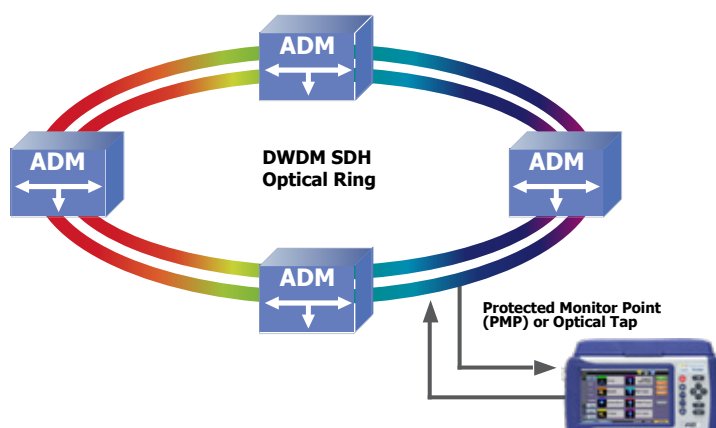 ADM
ADM
DWDM SDH
Optical Ring
ADM
ADM
Protected Monitor Point
(PMP) or Optical Tap